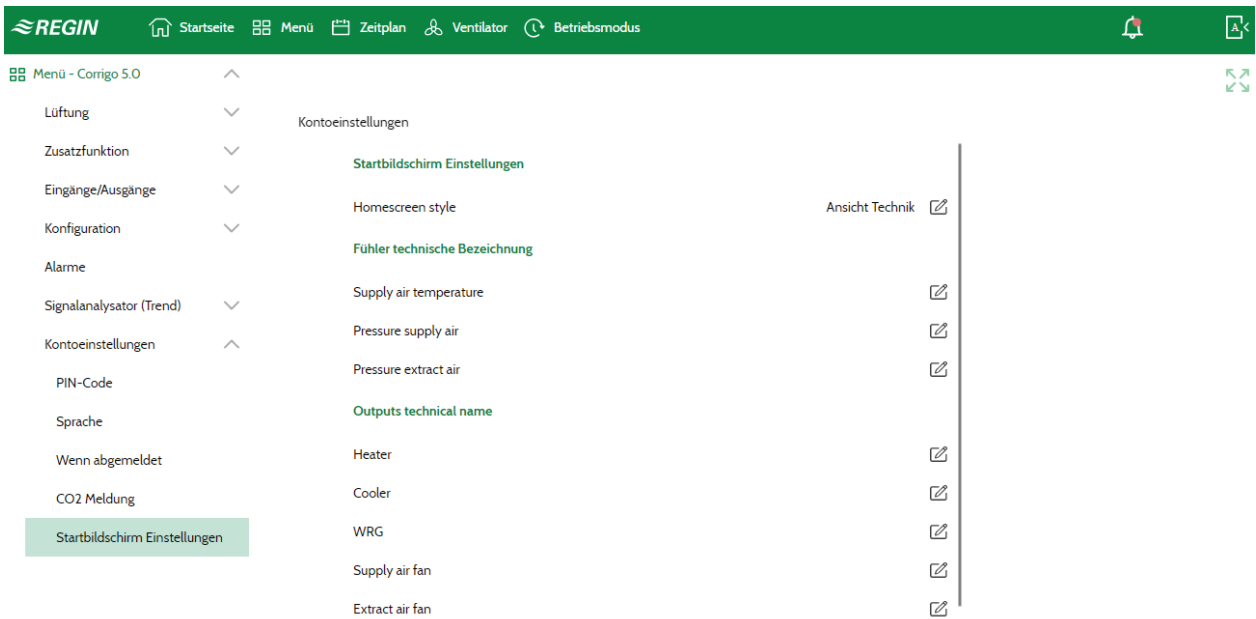 REGIN Startseite Menü Zeitplan Ventilator Betriebsmodus A
Menü - Corrigo 5.0
Lüftung
Zusatzfunktion
Eingänge/Ausgänge
Konfiguration
Alarme
Signalanalysator (Trend)
Kontoeinstellungen
PIN-Code
Sprache
Wenn abgemeldet
CO2 Meldung
Startbildschirm Einstellungen
Kontoeinstellungen
Startbildschirm Einstellungen
Homescreen style Ansicht Technik
Fühler technische Bezeichnung
Supply air temperature
Pressure supply air
Pressure extract air
Outputs technical name
Heater
Cooler
WRG
Supply air fan
Extract air fan